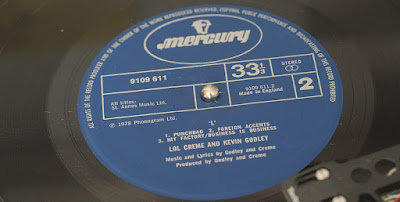 ALL RIGHTS OF THE RECORD PRODUCER AND OF THE OWNER OF THE WORK REPRODUCED RESERVED. COPYING, PUBLIC PERFORMANCE AND BROADCASTING OF THIS RECORD PROHIBITED
mercury
9109 611
33 1/3
STEREO
All titles:
St. Annes Music Ltd.
9109 611.2
Made in England
2
℗ 1978 Phonogram Ltd.
'L'
1. PUNCHBAG 2. FOREIGN ACCENTS
3. HIT FACTORY/BUSINESS IS BUSINESS
LOL CREME AND KEVIN GODLEY
Music and Lyrics by Godley and Creme
Produced by Godley and Creme